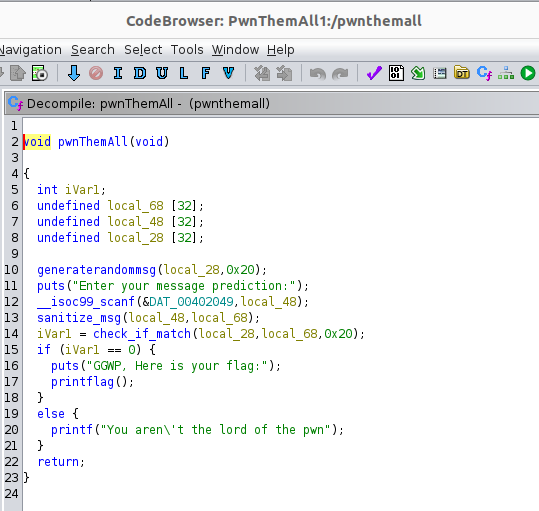 CodeBrowser: PwnThemAll1:/pwnthemall
Navigation Search Select Tools Window Help
I D U L F V
Decompile: pwnThemAll - (pwnthemall)
1
2 void pwnThemAll(void)
3
4 {
5 int iVar1;
6 undefined local_68 [32];
7 undefined local_48 [32];
8 undefined local_28 [32];
9
10 generaterandommsg(local_28,0x20);
11 puts("Enter your message prediction:");
12 __isoc99_scanf(&DAT_00402049,local_48);
13 sanitize_msg(local_48,local_68);
14 iVar1 = check_if_match(local_28,local_68,0x20);
15 if (iVar1 == 0) {
16 puts("GGWP, Here is your flag:");
17 printflag();
18 }
19 else {
20 printf("You aren\'t the lord of the pwn");
21 }
22 return;
23 }
24